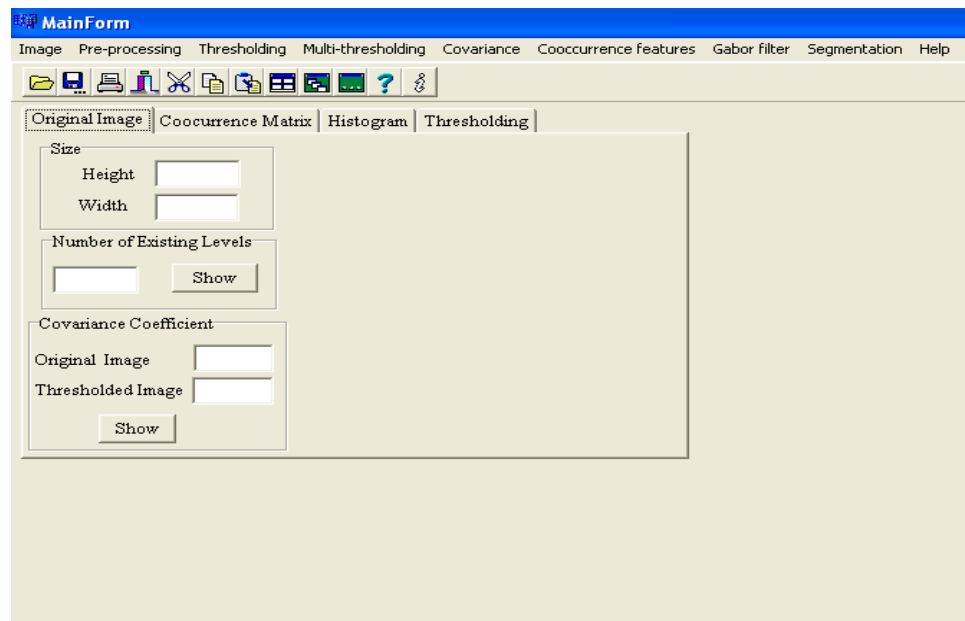 MainForm
Image Pre-processing Thresholding Multi-thresholding Covariance Cooccurrence features Gabor filter Segmentation Help
Original Image Coocurrence Matrix Histogram Thresholding
Size
Height
Width
Number of Existing Levels
Show
Covariance Coefficient
Original Image
Thresholded Image
Show